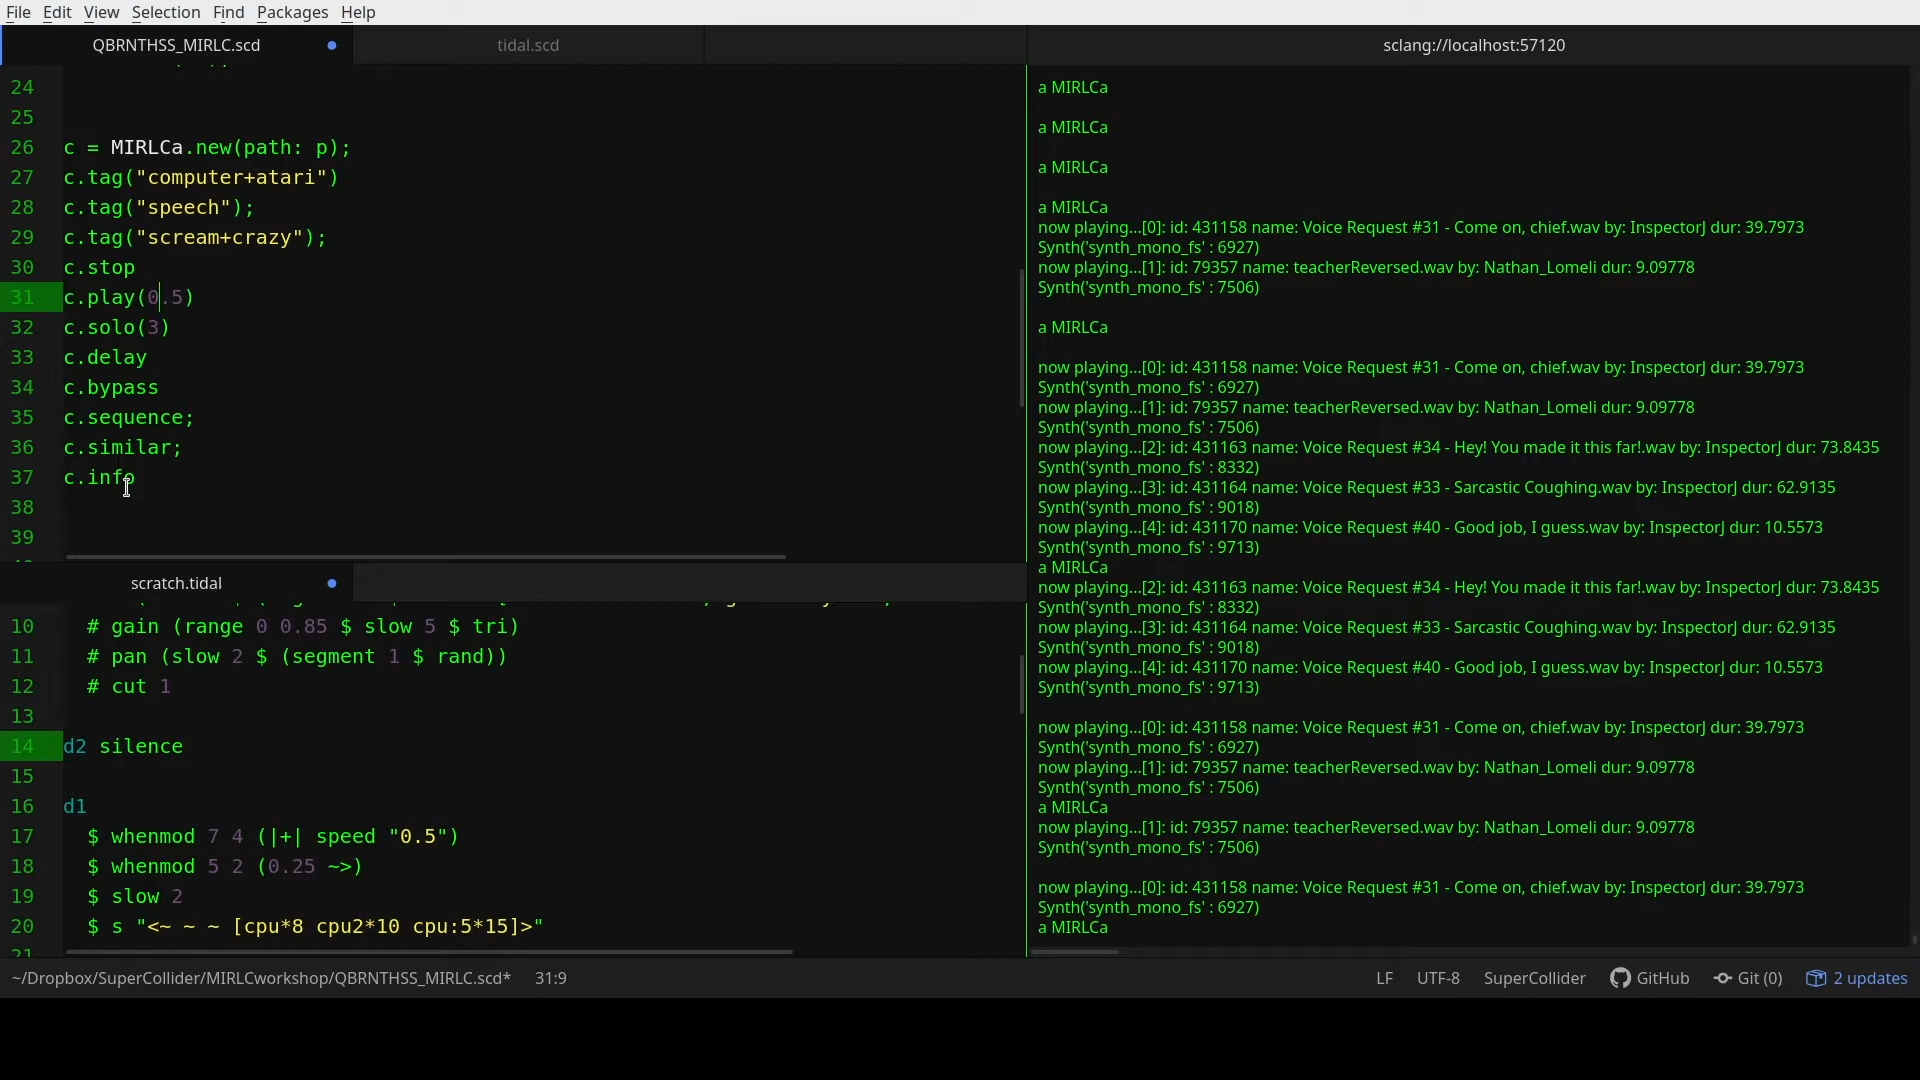 File Edit View Selection Find Packages Help
QBRNTHSS_MIRLC.scd
tidal.scd
24
25
26 c = MIRLCa.new(path: p);
27 c.tag("computer+atari")
28 c.tag("speech");
29 c.tag("scream+crazy");
30 c.stop
31 c.play(0.5)
32 c.solo(3)
33 c.delay
34 c.bypass
35 c.sequence;
36 c.similar;
37 c.info
38
39
scratch.tidal
10 # gain (range 0 0.85 $ slow 5 $ tri)
11 # pan (slow 2 $ (segment 1 $ rand))
12 # cut 1
13
14 d2 silence
15
16 d1
17 $ whenmod 7 4 (|+| speed "0.5")
18 $ whenmod 5 2 (0.25 ~>)
19 $ slow 2
20 $ s "<~ ~ ~ [cpu*8 cpu2*10 cpu:5*15]>"
sclang://localhost:57120
a MIRLCa
a MIRLCa
a MIRLCa
a MIRLCa
now playing...[0]: id: 431158 name: Voice Request #31 - Come on, chief.wav by: InspectorJ dur: 39.7973
Synth('synth_mono_fs' : 6927)
now playing...[1]: id: 79357 name: teacherReversed.wav by: Nathan_Lomeli dur: 9.09778
Synth('synth_mono_fs' : 7506)
a MIRLCa
now playing...[0]: id: 431158 name: Voice Request #31 - Come on, chief.wav by: InspectorJ dur: 39.7973
Synth('synth_mono_fs' : 6927)
now playing...[1]: id: 79357 name: teacherReversed.wav by: Nathan_Lomeli dur: 9.09778
Synth('synth_mono_fs' : 7506)
now playing...[2]: id: 431163 name: Voice Request #34 - Hey! You made it this far!.wav by: InspectorJ dur: 73.8435
Synth('synth_mono_fs' : 8332)
now playing...[3]: id: 431164 name: Voice Request #33 - Sarcastic Coughing.wav by: InspectorJ dur: 62.9135
Synth('synth_mono_fs' : 9018)
now playing...[4]: id: 431170 name: Voice Request #40 - Good job, I guess.wav by: InspectorJ dur: 10.5573
Synth('synth_mono_fs' : 9713)
a MIRLCa
now playing...[2]: id: 431163 name: Voice Request #34 - Hey! You made it this far!.wav by: InspectorJ dur: 73.8435
Synth('synth_mono_fs' : 8332)
now playing...[3]: id: 431164 name: Voice Request #33 - Sarcastic Coughing.wav by: InspectorJ dur: 62.9135
Synth('synth_mono_fs' : 9018)
now playing...[4]: id: 431170 name: Voice Request #40 - Good job, I guess.wav by: InspectorJ dur: 10.5573
Synth('synth_mono_fs' : 9713)
now playing...[0]: id: 431158 name: Voice Request #31 - Come on, chief.wav by: InspectorJ dur: 39.7973
Synth('synth_mono_fs' : 6927)
now playing...[1]: id: 79357 name: teacherReversed.wav by: Nathan_Lomeli dur: 9.09778
Synth('synth_mono_fs' : 7506)
a MIRLCa
now playing...[1]: id: 79357 name: teacherReversed.wav by: Nathan_Lomeli dur: 9.09778
Synth('synth_mono_fs' : 7506)
now playing...[0]: id: 431158 name: Voice Request #31 - Come on, chief.wav by: InspectorJ dur: 39.7973
Synth('synth_mono_fs' : 6927)
a MIRLCa
~/Dropbox/SuperCollider/MIRLCworkshop/QBRNTHSS_MIRLC.scd* 31:9 LF UTF-8 SuperCollider GitHub Git (0) 2 updates